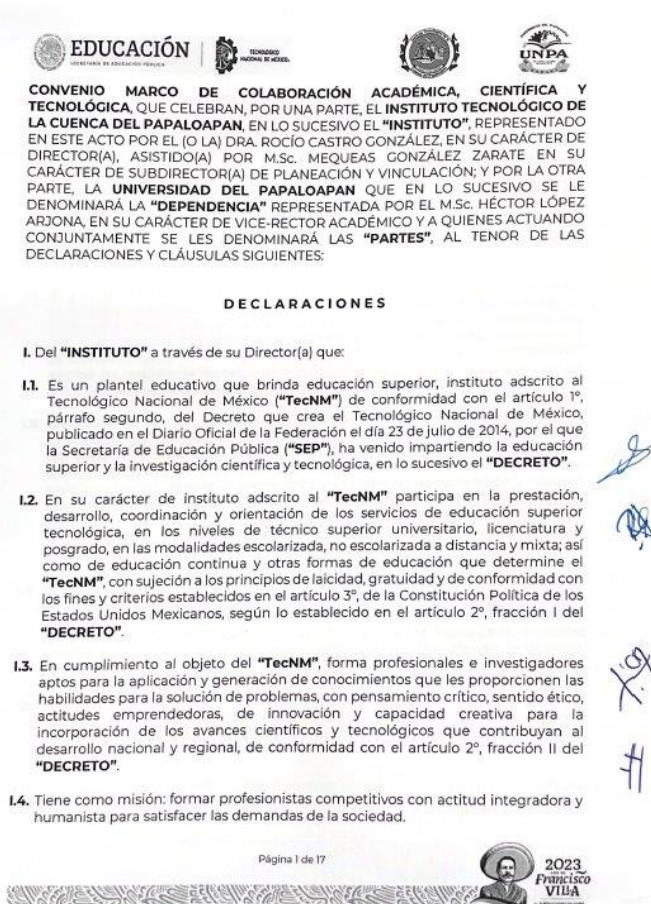 EDUCACIÓN
SECRETARÍA DE EDUCACIÓN PÚBLICA
TECNOLÓGICO
NACIONAL DE MÉXICO
UNPA
CONVENIO MARCO DE COLABORACIÓN ACADÉMICA, CIENTÍFICA Y
TECNOLÓGICA, QUE CELEBRAN, POR UNA PARTE, EL INSTITUTO TECNOLÓGICO DE
LA CUENCA DEL PAPALOAPAN, EN LO SUCESIVO EL "INSTITUTO", REPRESENTADO
EN ESTE ACTO POR EL (O LA) DRA. ROCÍO CASTRO GONZÁLEZ, EN SU CARÁCTER DE
DIRECTOR(A), ASISTIDO(A) POR M.Sc. MEQUEAS GONZÁLEZ ZARATE EN SU
CARÁCTER DE SUBDIRECTOR(A) DE PLANEACIÓN Y VINCULACIÓN; Y POR LA OTRA
PARTE, LA UNIVERSIDAD DEL PAPALOAPAN QUE EN LO SUCESIVO SE LE
DENOMINARÁ LA "DEPENDENCIA" REPRESENTADA POR EL M.Sc. HÉCTOR LÓPEZ
ARJONA, EN SU CARÁCTER DE VICE-RECTOR ACADÉMICO Y A QUIENES ACTUANDO
CONJUNTAMENTE SE LES DENOMINARÁ LAS "PARTES", AL TENOR DE LAS
DECLARACIONES Y CLÁUSULAS SIGUIENTES:
DECLARACIONES
I. Del "INSTITUTO" a través de su Director(a) que:
I.1. Es un plantel educativo que brinda educación superior, instituto adscrito al
Tecnológico Nacional de México ("TecNM") de conformidad con el artículo 1º,
párrafo segundo, del Decreto que crea el Tecnológico Nacional de México,
publicado en el Diario Oficial de la Federación el día 23 de julio de 2014, por el que
la Secretaría de Educación Pública ("SEP"), ha venido impartiendo la educación
superior y la investigación científica y tecnológica, en lo sucesivo el "DECRETO".
I.2. En su carácter de instituto adscrito al "TecNM" participa en la prestación,
desarrollo, coordinación y orientación de los servicios de educación superior
tecnológica, en los niveles de técnico superior universitario, licenciatura y
posgrado, en las modalidades escolarizada, no escolarizada a distancia y mixta; así
como de educación continua y otras formas de educación que determine el
"TecNM", con sujeción a los principios de laicidad, gratuidad y de conformidad con
los fines y criterios establecidos en el artículo 3º, de la Constitución Política de los
Estados Unidos Mexicanos, según lo establecido en el artículo 2º, fracción I del
"DECRETO".
I.3. En cumplimiento al objeto del "TecNM", forma profesionales e investigadores
aptos para la aplicación y generación de conocimientos que les proporcionen las
habilidades para la solución de problemas, con pensamiento crítico, sentido ético,
actitudes emprendedoras, de innovación y capacidad creativa para la
incorporación de los avances científicos y tecnológicos que contribuyan al
desarrollo nacional y regional, de conformidad con el artículo 2º, fracción II del
"DECRETO".
I.4. Tiene como misión: formar profesionistas competitivos con actitud integradora y
humanista para satisfacer las demandas de la sociedad.
Página 1 de 17
2023
Francisco
VILLA